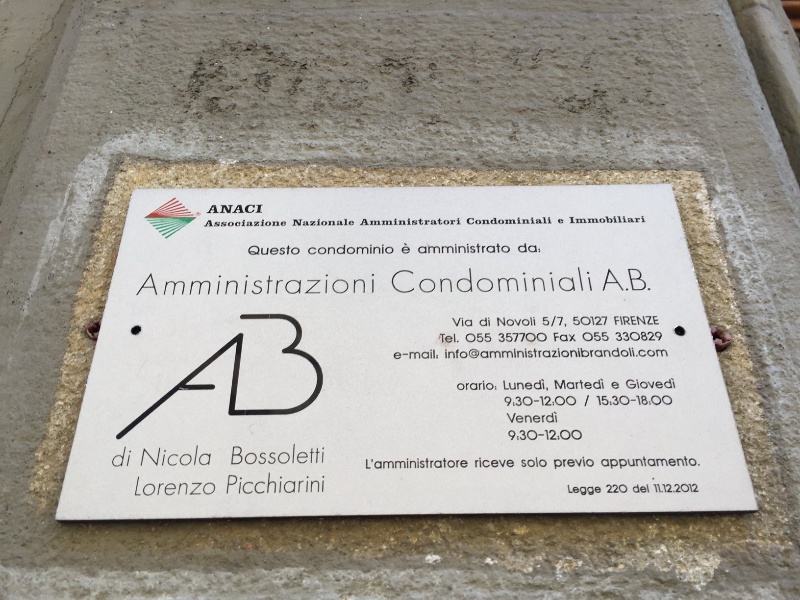 ANACI
Associazione Nazionale Amministratori Condominiali e Immobiliari
Questo condominio è amministrato da:
Amministrazioni Condominiali A.B.
AB
di Nicola Bossoletti
Lorenzo Picchiarini
Via di Novoli 5/7, 50127 FIRENZE
Tel. 055 357700 Fax 055 330829
e-mail: info@amministrazionibrandoli.com
orario: Lunedì, Martedì e Giovedì
9:30-12:00 / 15:30-18:00
Venerdì
9:30-12:00
L'amministratore riceve solo previo appuntamento.
Legge 220 del 11.12.2012